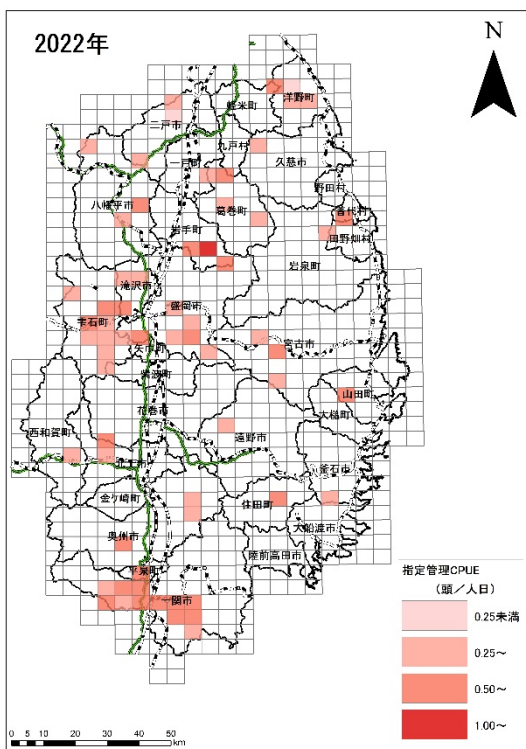 2022年
N
洋野町
軽米町
二戸市
九戸村
一戸町
久慈市
野田村
八幡平市
葛巻町
普代村
岩手町
田野畑村
岩泉町
滝沢市
盛岡市
雫石町
矢巾町
宮古市
紫波町
山田町
花巻市
大槌町
西和賀町
遠野市
釜石市
金ケ崎町
住田町
大船渡市
奥州市
陸前高田市
平泉町
一関市
指定管理CPUE
(頭/人日)
0.25未満
0.25～
0.50～
1.00～
0 5 10 20 30 40 50
km